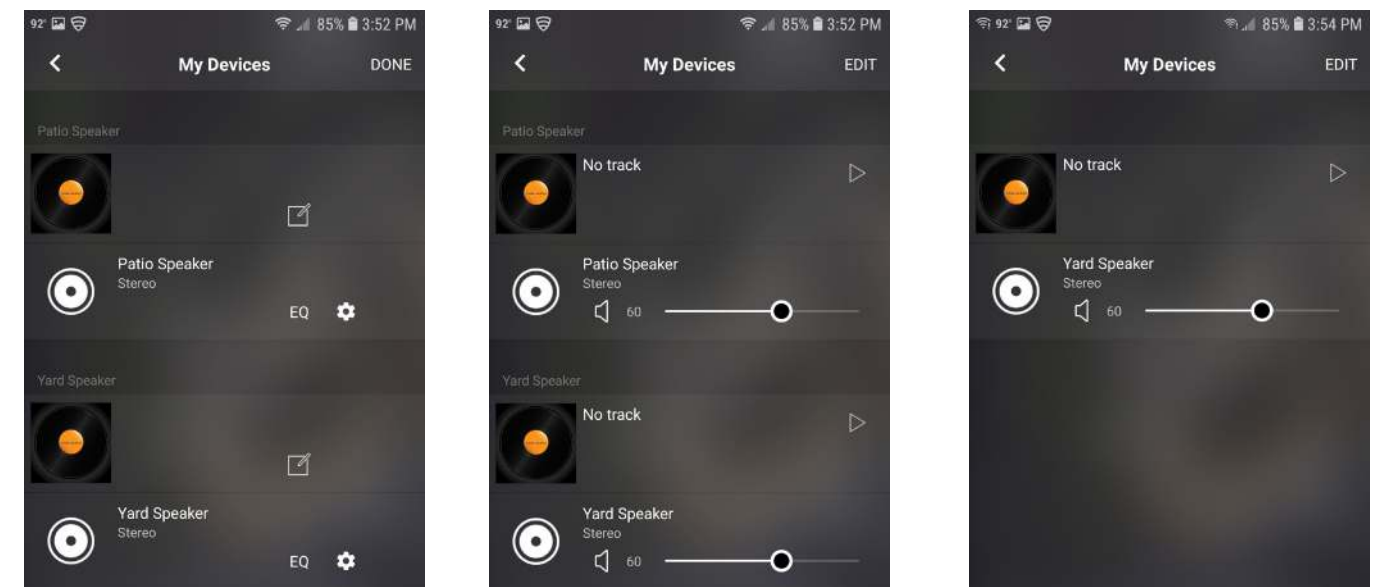 92° 85% 3:52 PM
My Devices DONE
Patio Speaker
Patio Speaker
Stereo
EQ
Yard Speaker
Yard Speaker
Stereo
EQ
92° 85% 3:52 PM
My Devices EDIT
Patio Speaker
No track
Patio Speaker
Stereo
60
Yard Speaker
No track
Yard Speaker
Stereo
60
92° 85% 3:54 PM
My Devices EDIT
No track
Yard Speaker
Stereo
60